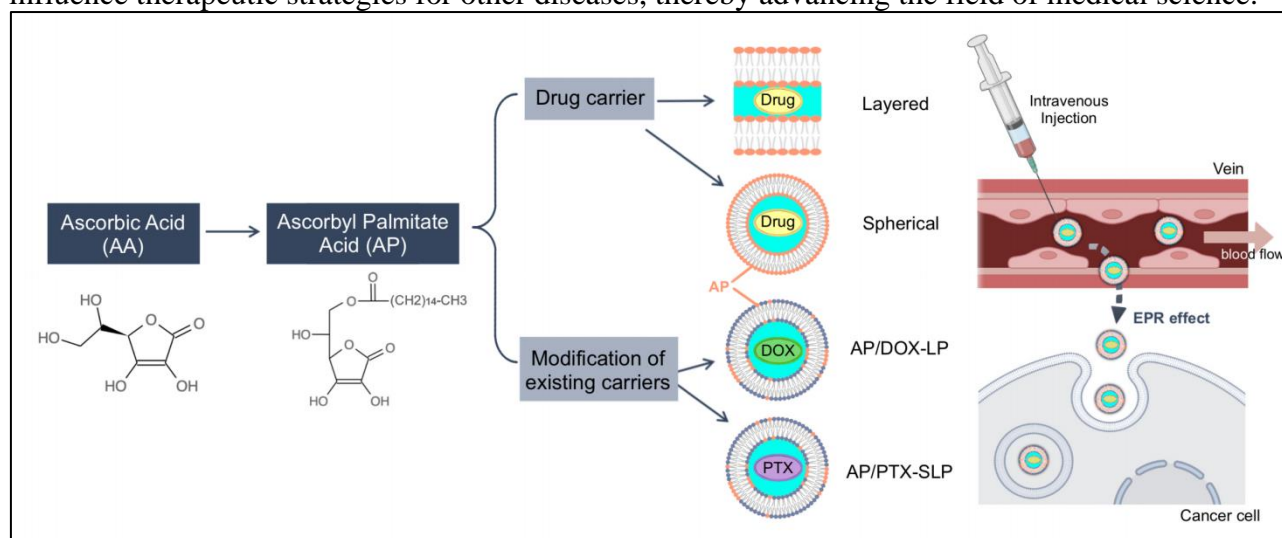 influence therapeutic strategies for other diseases, thereby advancing the field of medical science.
Drug carrier
Drug
Layered
Intravenous
Injection
Vein
Ascorbic Acid
(AA)
Ascorbyl Palmitate
Acid (AP)
Drug
Spherical
blood flow
AP
EPR effect
HO
HO
O
O
HO
OH
O
O
(CH2)14-CH3
HO
O
O
HO
OH
Modification of
existing carriers
DOX
AP/DOX-LP
PTX
AP/PTX-SLP
Cancer cell